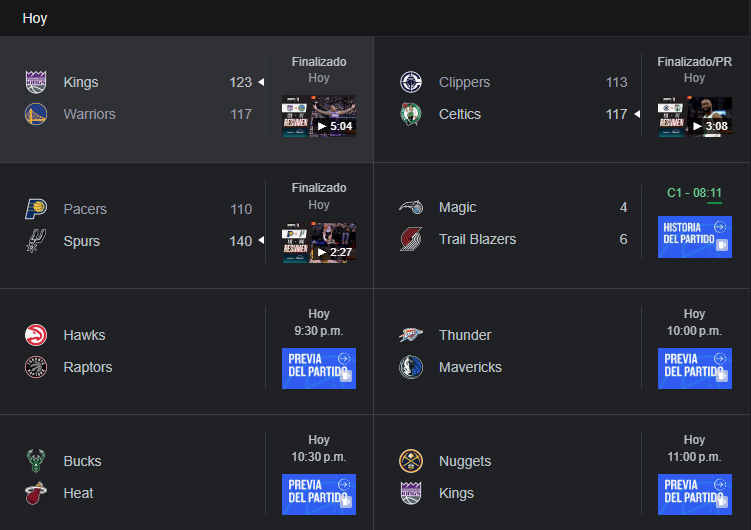 Hoy
Kings 123
Warriors 117
Finalizado
Hoy
RESUMEN
5:04
Clippers 113
Celtics 117
Finalizado/PR
Hoy
RESUMEN
3:08
Pacers 110
Spurs 140
Finalizado
Hoy
RESUMEN
2:27
Magic 4
Trail Blazers 6
C1 - 08:11
HISTORIA
DEL PARTIDO
Hawks
Raptors
Hoy
9:30 p.m.
PREVIA
DEL PARTIDO
Thunder
Mavericks
Hoy
10:00 p.m.
PREVIA
DEL PARTIDO
Bucks
Heat
Hoy
10:30 p.m.
PREVIA
DEL PARTIDO
Nuggets
Kings
Hoy
11:00 p.m.
PREVIA
DEL PARTIDO